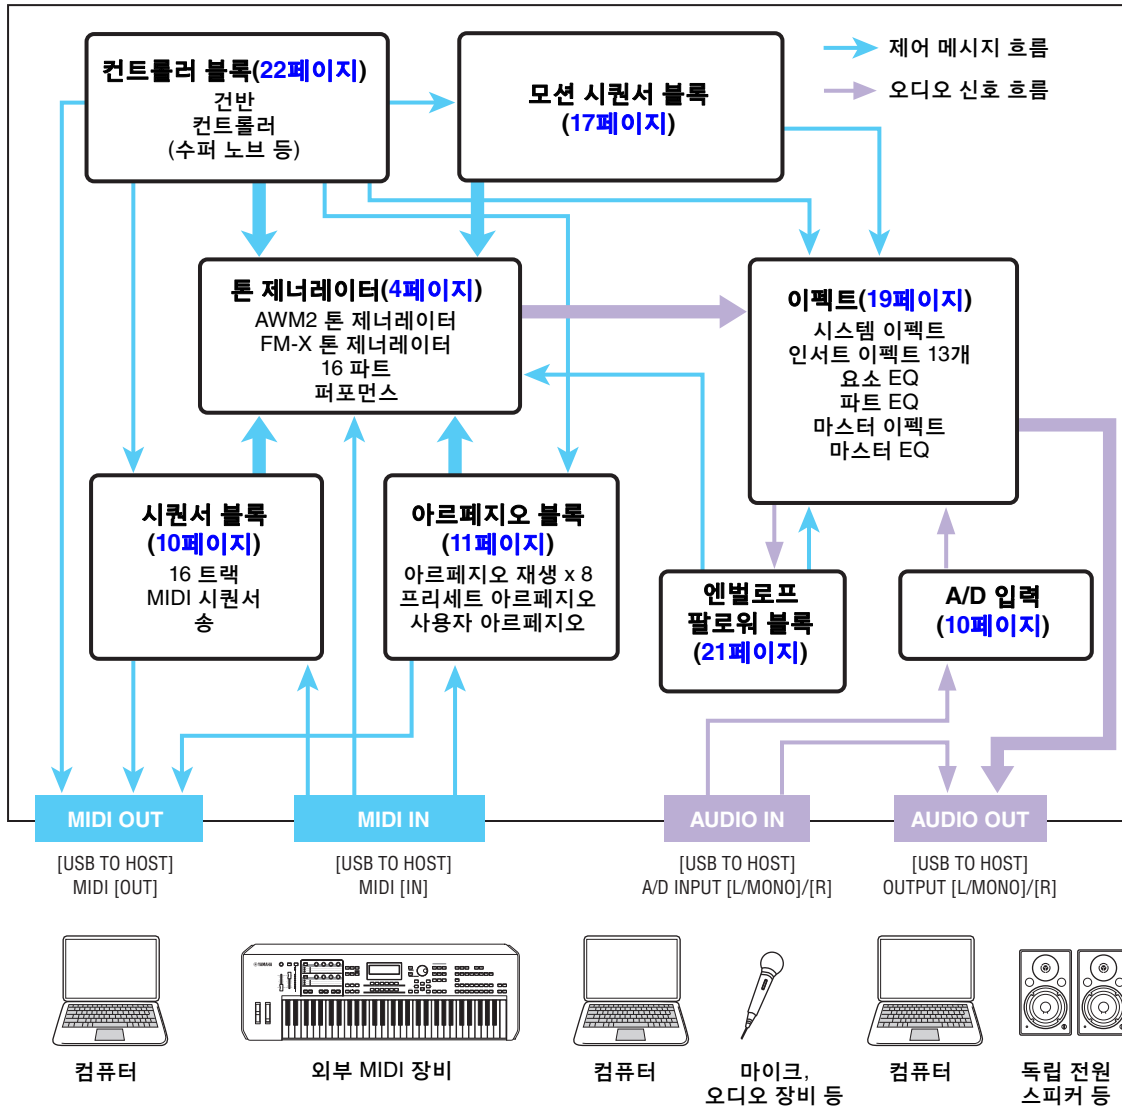 컨트롤러 블록(22페이지)
건반
컨트롤러
(수퍼 노브 등)
모션 시퀀서 블록
(17페이지)
제어 메시지 흐름
오디오 신호 흐름
톤 제너레이터(4페이지)
AWM2 톤 제너레이터
FM-X 톤 제너레이터
16 파트
퍼포먼스
이펙트(19페이지)
시스템 이펙트
인서트 이펙트 13개
요소 EQ
파트 EQ
마스터 이펙트
마스터 EQ
시퀀서 블록
(10페이지)
16 트랙
MIDI 시퀀서
송
아르페지오 블록
(11페이지)
아르페지오 재생 x 8
프리세트 아르페지오
사용자 아르페지오
엔벌로프
팔로워 블록
(21페이지)
A/D 입력
(10페이지)
MIDI OUT
MIDI IN
AUDIO IN
AUDIO OUT
[USB TO HOST]
MIDI [OUT]
[USB TO HOST]
MIDI [IN]
[USB TO HOST]
A/D INPUT [L/MONO]/[R]
[USB TO HOST]
OUTPUT [L/MONO]/[R]
YAMAHA
컴퓨터
외부 MIDI 장비
컴퓨터
마이크,
오디오 장비 등
컴퓨터
독립 전원
스피커 등